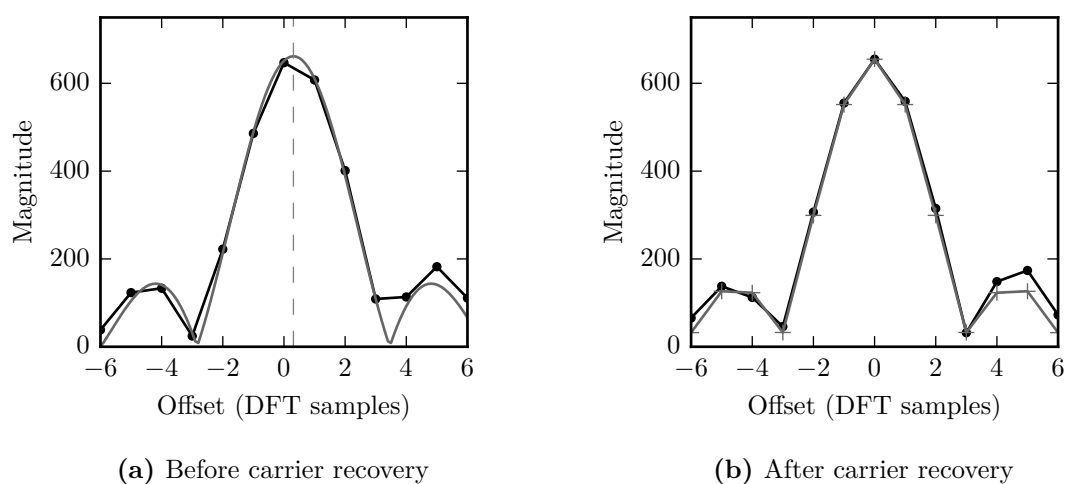 600
400
200
0
−6 −4 −2 0 2 4 6
Magnitude
Offset (DFT samples)
(a) Before carrier recovery
600
400
200
0
−6 −4 −2 0 2 4 6
Magnitude
Offset (DFT samples)
(b) After carrier recovery